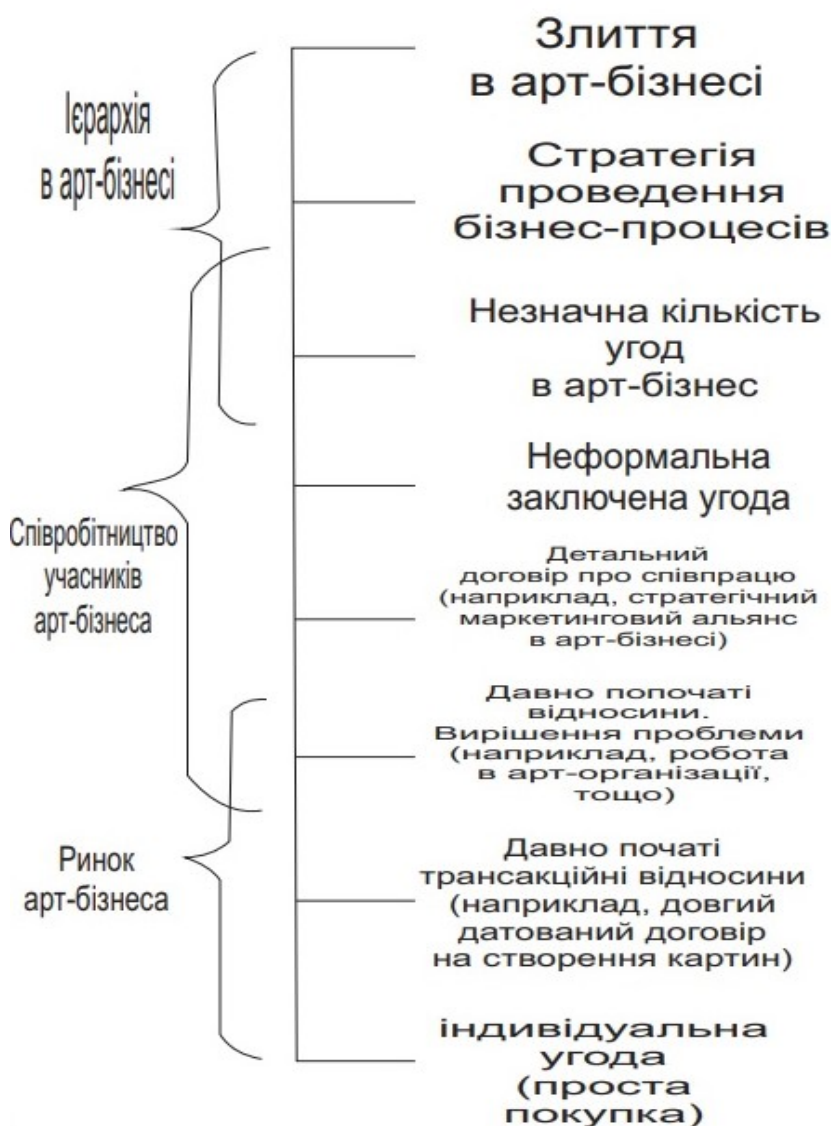 Ієрархія
в арт-бізнесі
Співробітництво
учасників
арт-бізнеса
Ринок
арт-бізнеса
Злиття
в арт-бізнесі
Стратегія
проведення
бізнес-процесів
Незначна кількість
угод
в арт-бізнес
Неформальна
заключена угода
Детальний
договір про співпрацю
(наприклад, стратегічний
маркетинговий альянс
в арт-бізнесі)
Давно попочаті
відносини.
Вирішення проблеми
(наприклад, робота
в арт-організації,
тощо)
Давно початі
трансакційні відносини
(наприклад, довгий
датований договір
на створення картин)
індивідуальна
угода
(проста
покупка)